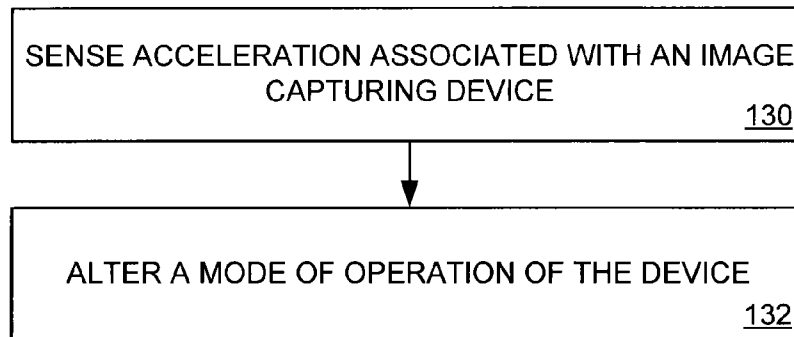 SENSE ACCELERATION ASSOCIATED WITH AN IMAGE
CAPTURING DEVICE
130
ALTER A MODE OF OPERATION OF THE DEVICE
132